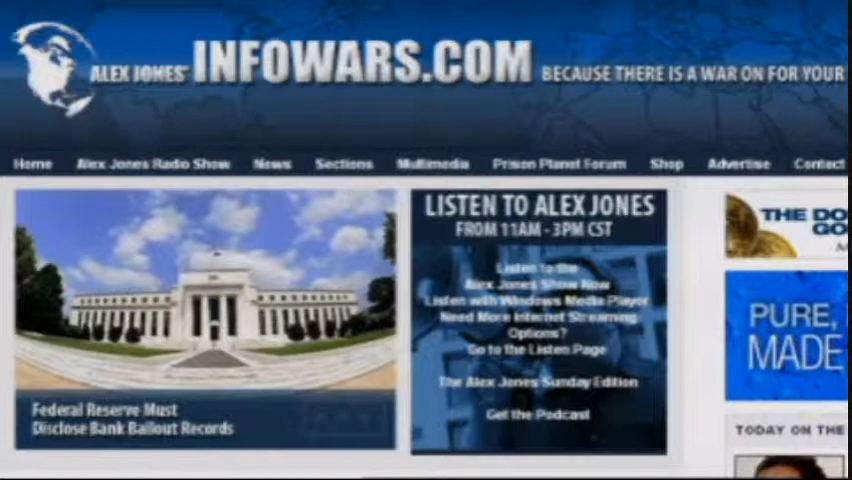 ALEX JONES' INFOWARS.COM BECAUSE THERE IS A WAR ON FOR YOUR
Home Alex Jones Radio Show News Sections Multimedia Prison Planet Forum Shop Advertise Contact
LISTEN TO ALEX JONES
FROM 11AM - 3PM CST
Listen to the
Alex Jones Show Now
Listen with Windows Media Player
Need More Internet Streaming
Options?
Go to the Listen Page
The Alex Jones Sunday Edition
Get the Podcast
Federal Reserve Must
Disclose Bank Bailout Records
THE
PURE,
MADE
TODAY ON THE